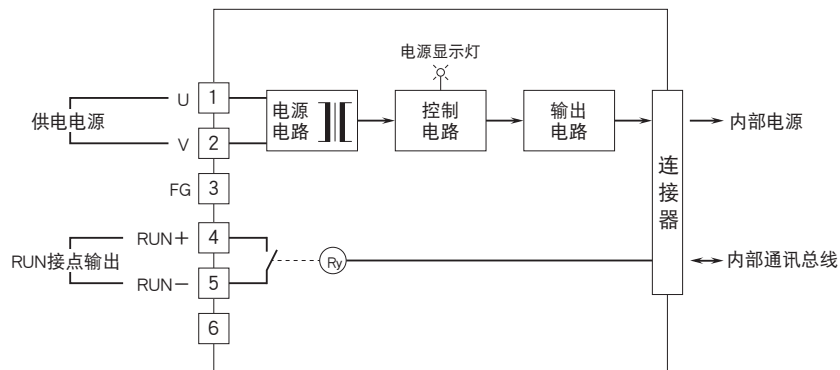 电源显示灯
供电电源
U
1
V
2
电源
电路
控制
电路
输出
电路
内部电源
FG
3
连接器
RUN接点输出
RUN＋
4
RUN－
5
Ry
内部通讯总线
6